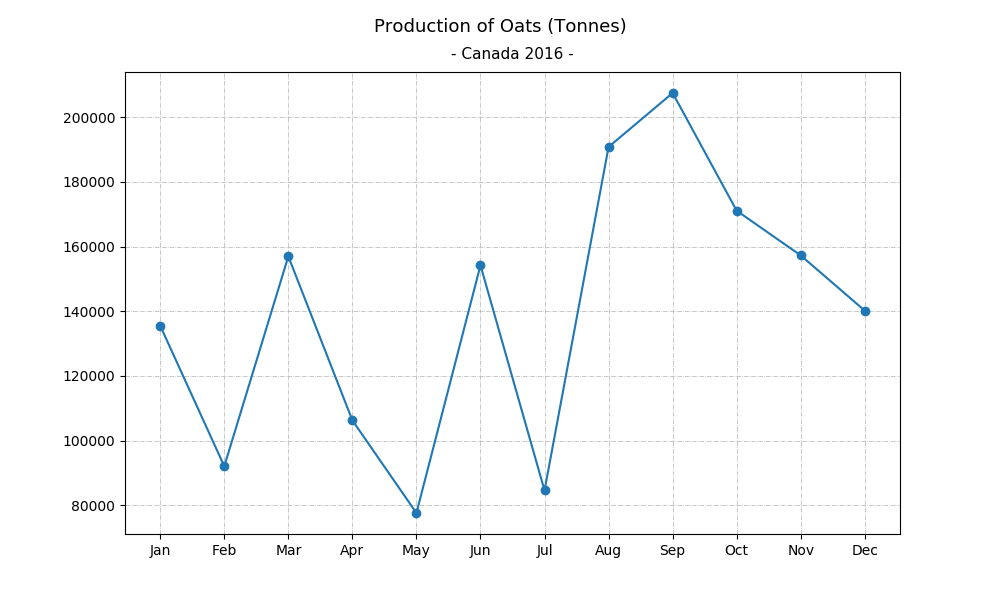 Production of Oats (Tonnes)
- Canada 2016 -
200000
180000
160000
140000
120000
100000
80000
Jan Feb Mar Apr May Jun Jul Aug Sep Oct Nov Dec